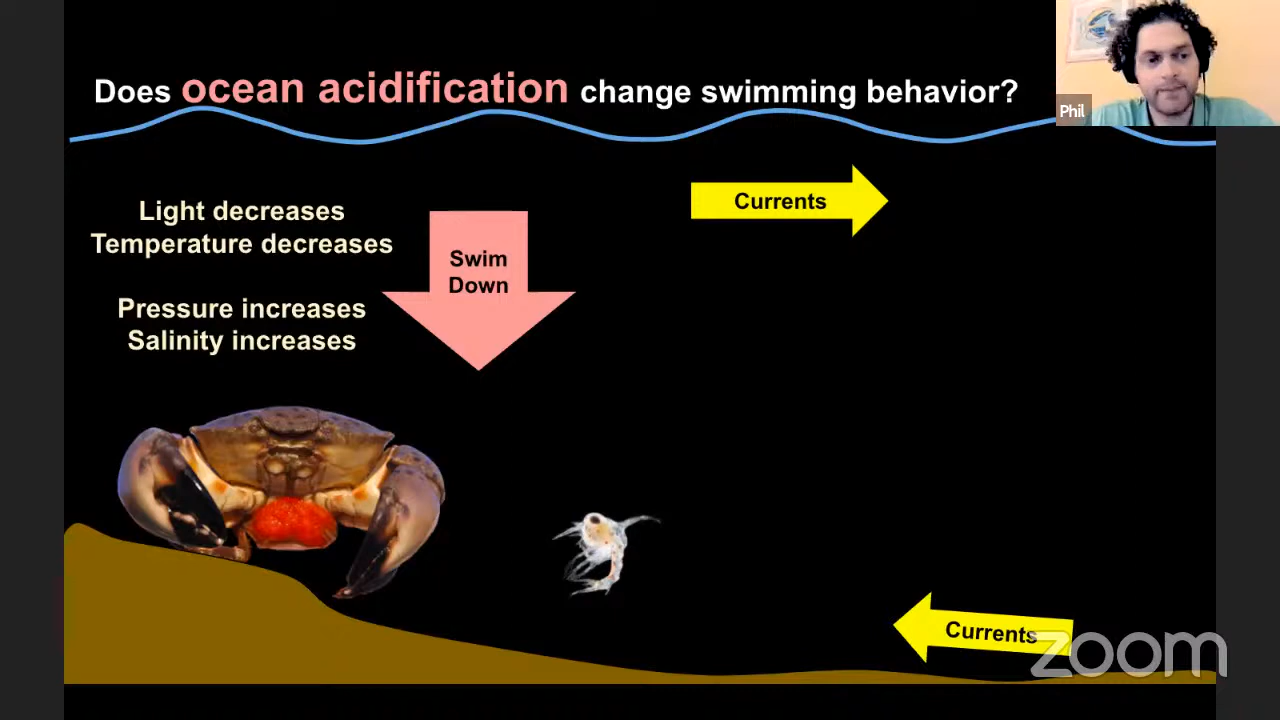 Does ocean acidification change swimming behavior?
Phil
Currents
Light decreases
Temperature decreases
Swim
Down
Pressure increases
Salinity increases
Currents
zoom